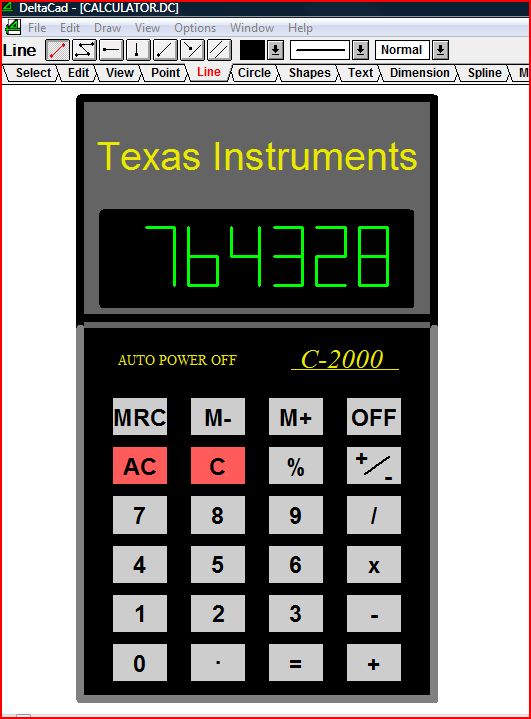 DeltaCad - [CALCULATOR.DC]
File Edit Draw View Options Window Help
Line Normal
Select Edit View Point Line Circle Shapes Text Dimension Spline M
Texas Instruments
764328
AUTO POWER OFF C-2000
MRC M- M+ OFF
AC C % +/-
7 8 9 /
4 5 6 x
1 2 3 -
0 . = +